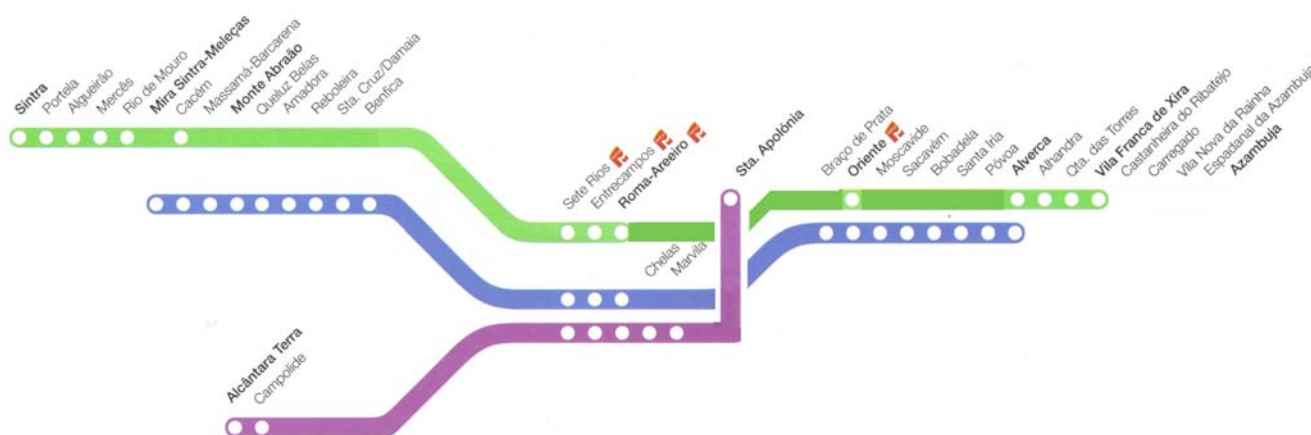 Sintra
Portela
Algueirão
Mercês
Rio de Mouro
Mira Sintra-Meleças
Cacém
Massamá-Barcarena
Monte Abraão
Queluz Belas
Amadora
Reboleira
Sta. Cruz/Damaia
Benfica
Sete Rios
Entrecampos
Roma-Areeiro
Chelas
Marvila
Sta. Apolónia
Braço de Prata
Oriente
Moscavide
Sacavém
Bobadela
Santa Iria
Póvoa
Alverca
Alhandra
Qta. das Torres
Vila Franca de Xira
Castanheira do Ribatejo
Carregado
Vila Nova da Rainha
Espadanal da Azambuja
Azambuja
Alcântara Terra
Campolide